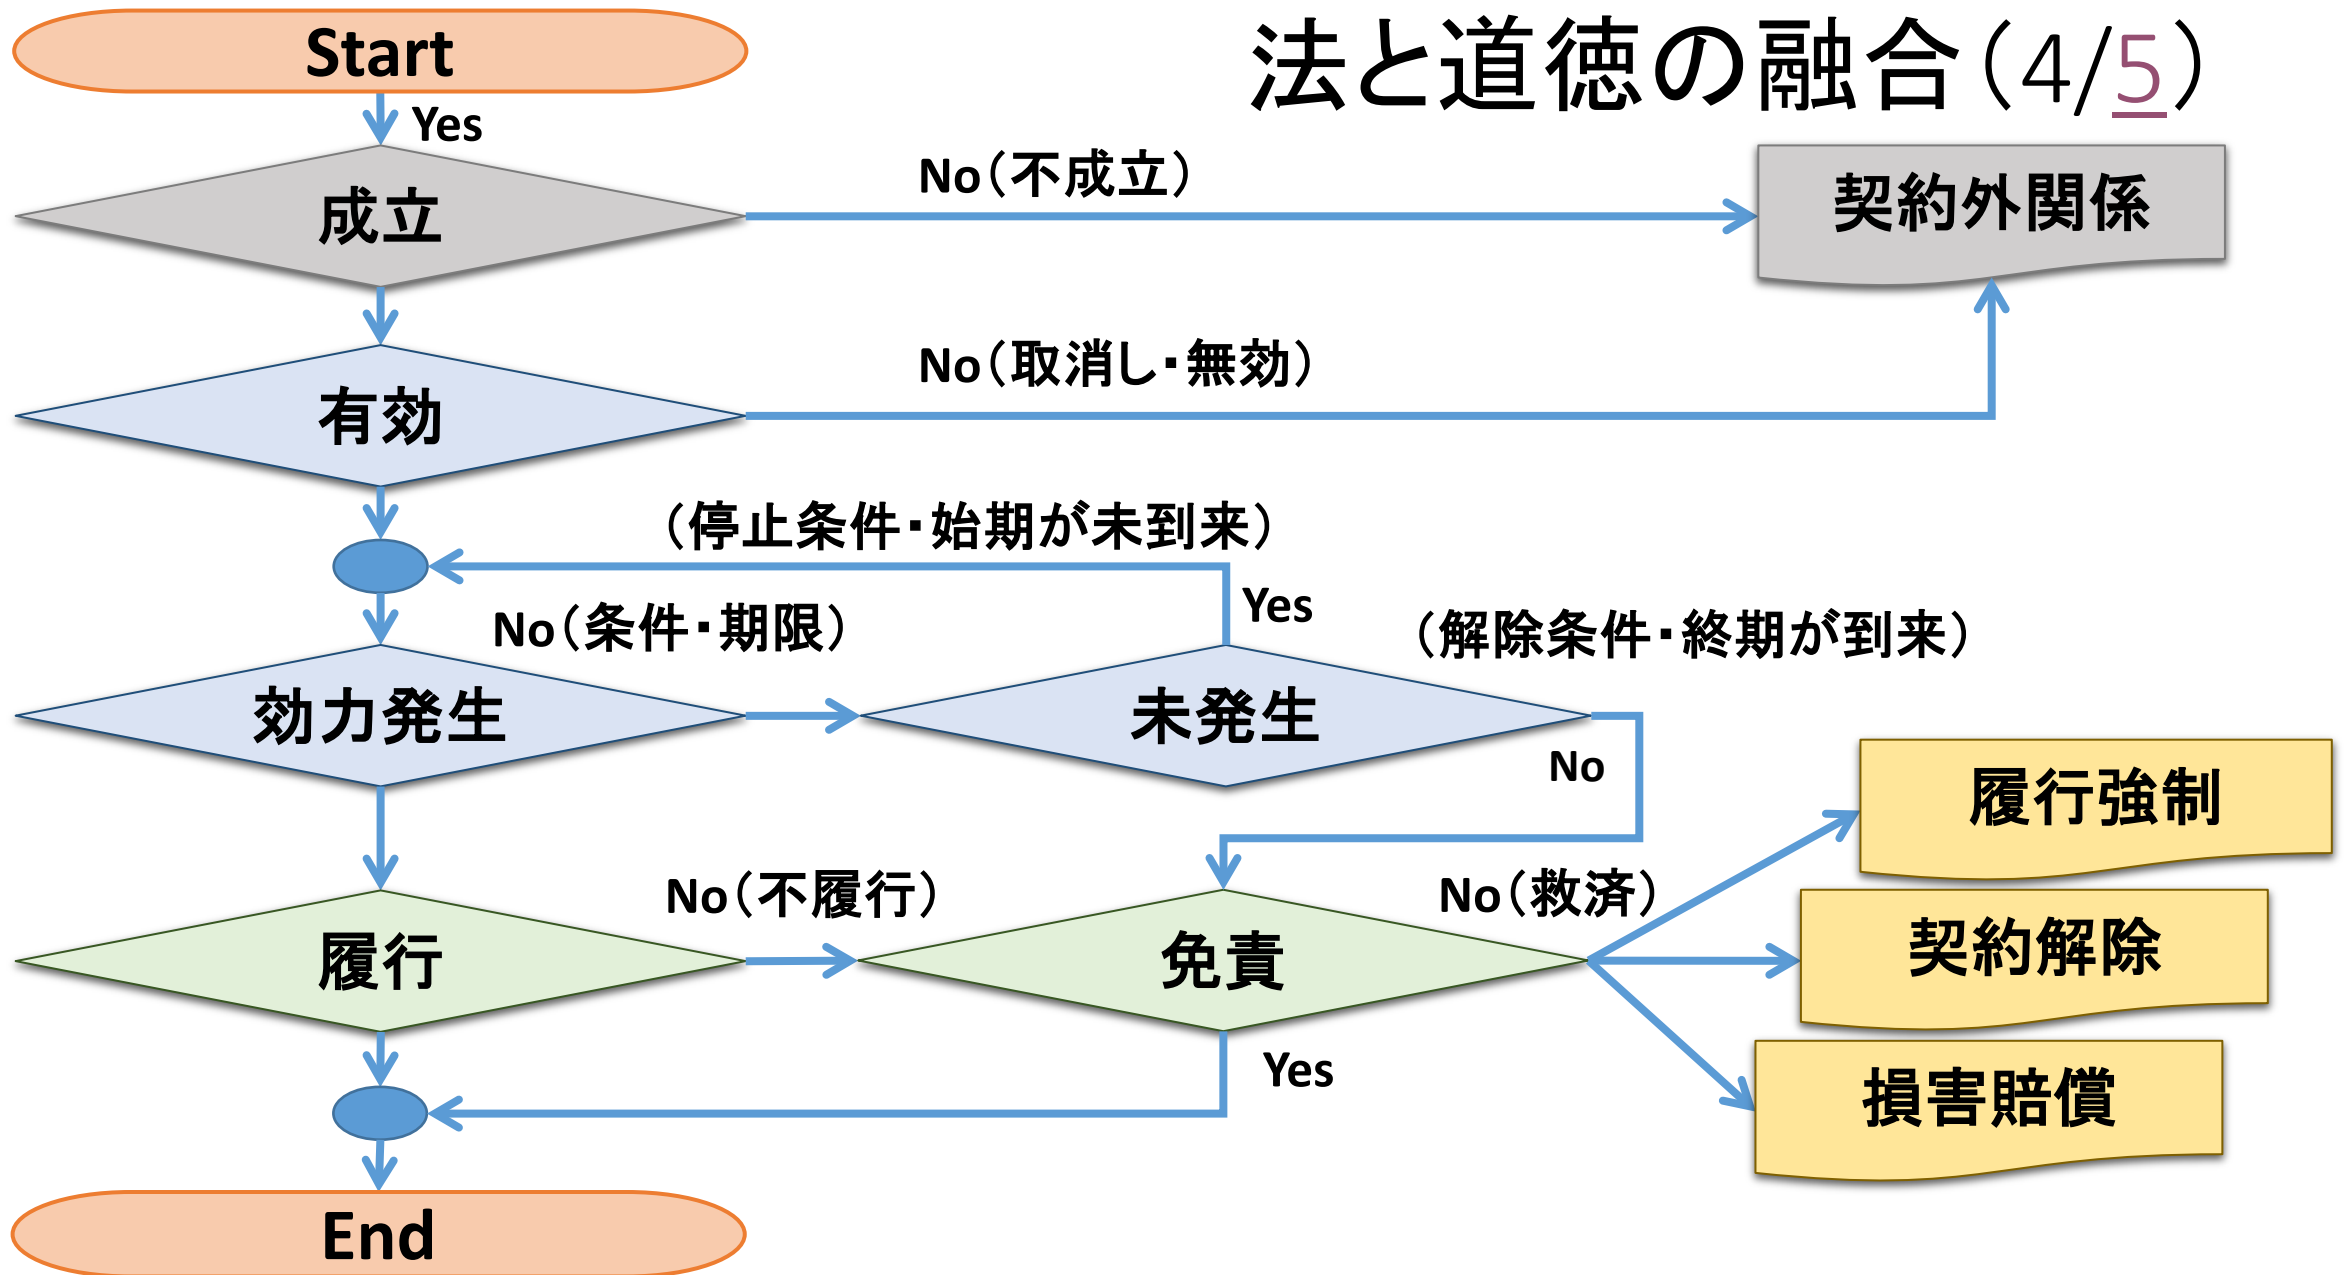 法と道徳の融合（4/5）
Start
Yes
成立
No（不成立）
契約外関係
有効
No（取消し・無効）
（停止条件・始期が未到来）
No（条件・期限）
Yes
（解除条件・終期が到来）
効力発生
未発生
No
履行強制
No（不履行）
No（救済）
履行
免責
契約解除
Yes
損害賠償
End